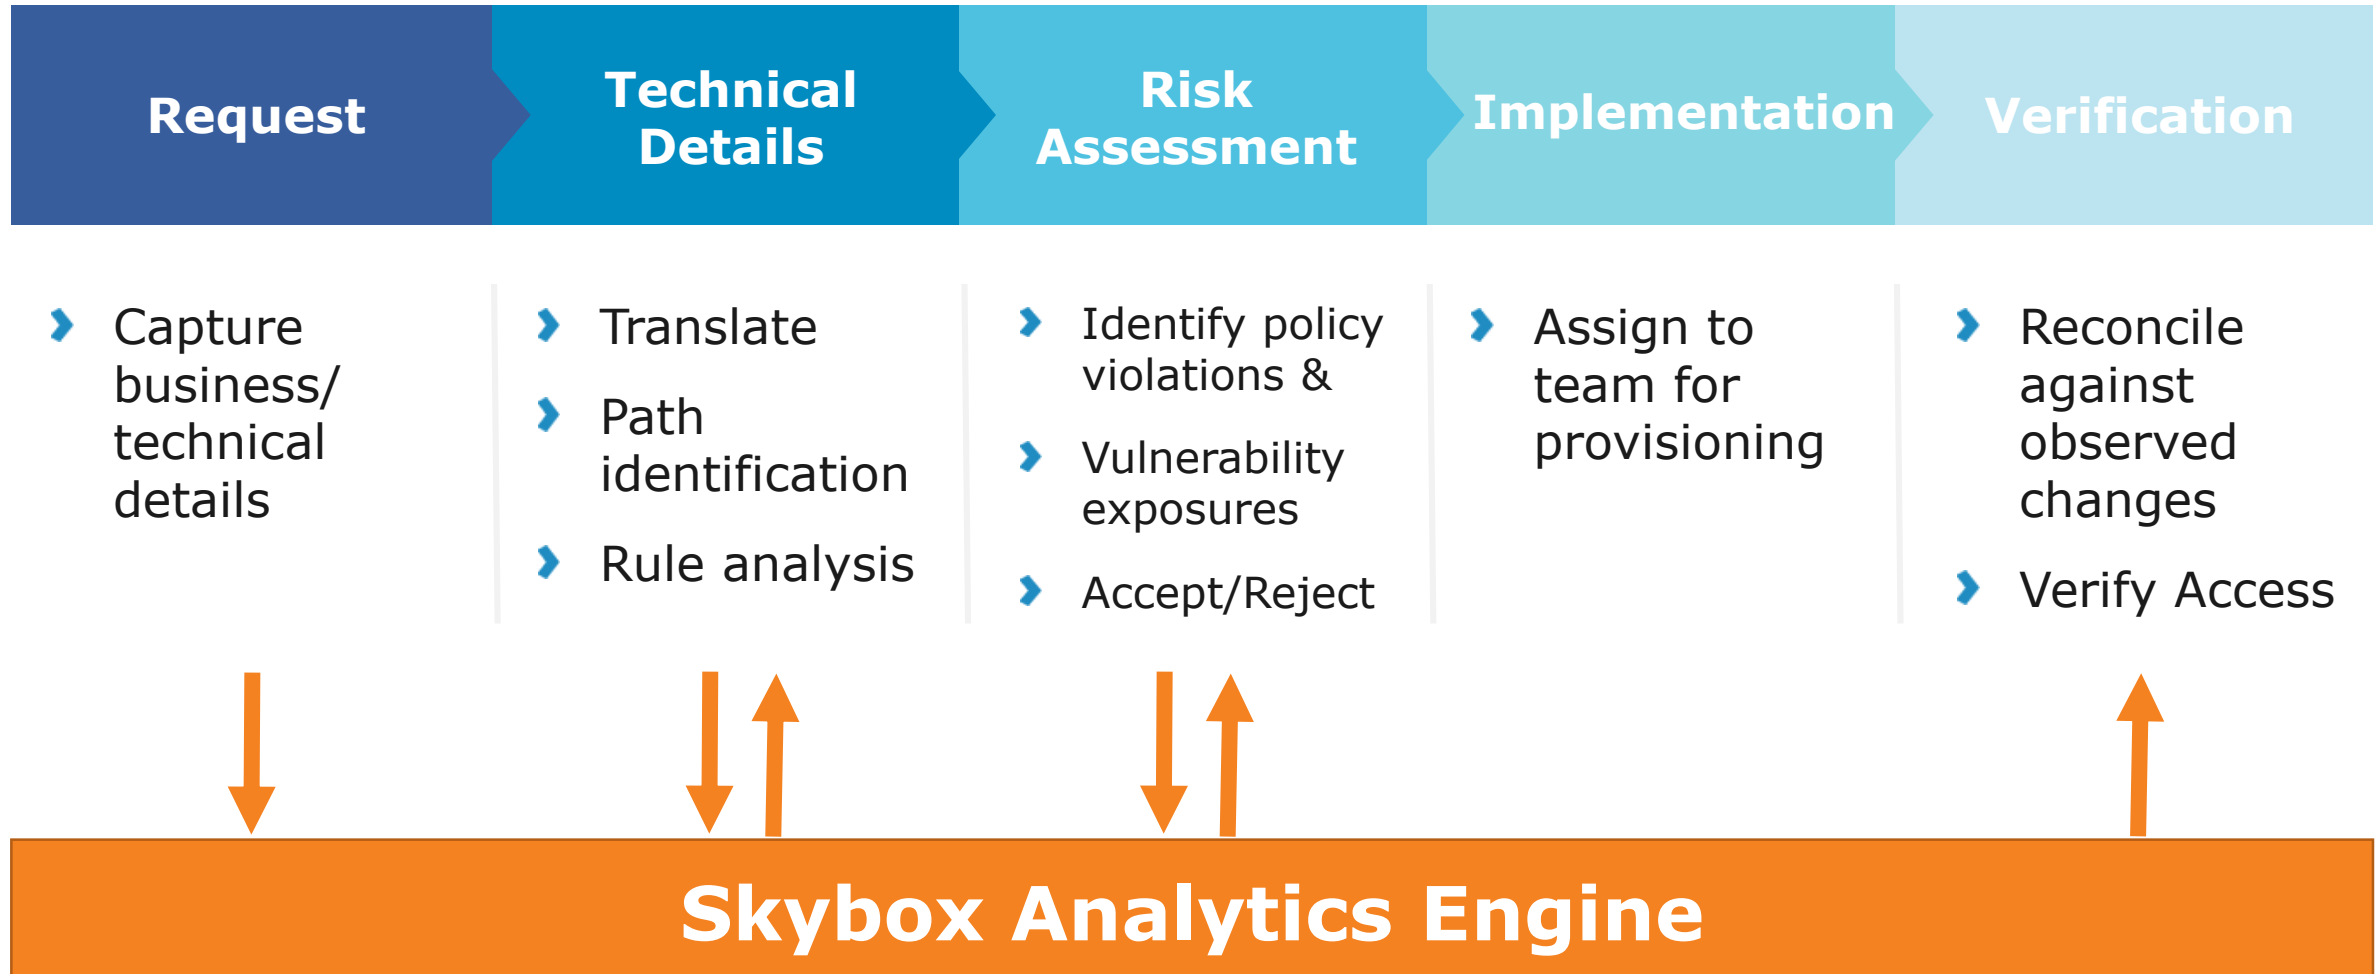 Request
Technical
Details
Risk
Assessment
Implementation
Verification
Capture
business/
technical
details
Translate
Path
identification
Rule analysis
Identify policy
violations &
Vulnerability
exposures
Accept/Reject
Assign to
team for
provisioning
Reconcile
against
observed
changes
Verify Access
Skybox Analytics Engine